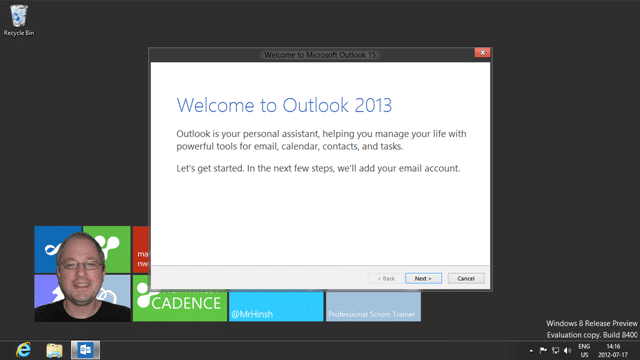 Recycle Bin
Welcome to Microsoft Outlook 15
Welcome to Outlook 2013
Outlook is your personal assistant, helping you manage your life with
powerful tools for email, calendar, contacts, and tasks.
Let's get started. In the next few steps, we'll add your email account.
< Back
Next >
Cancel
ma
nw
CADENCE
@MrHinsh
Professional Scrum Trainer
Windows 8 Release Preview
Evaluation copy. Build 8400
ENG
US
14:16
2012-07-17